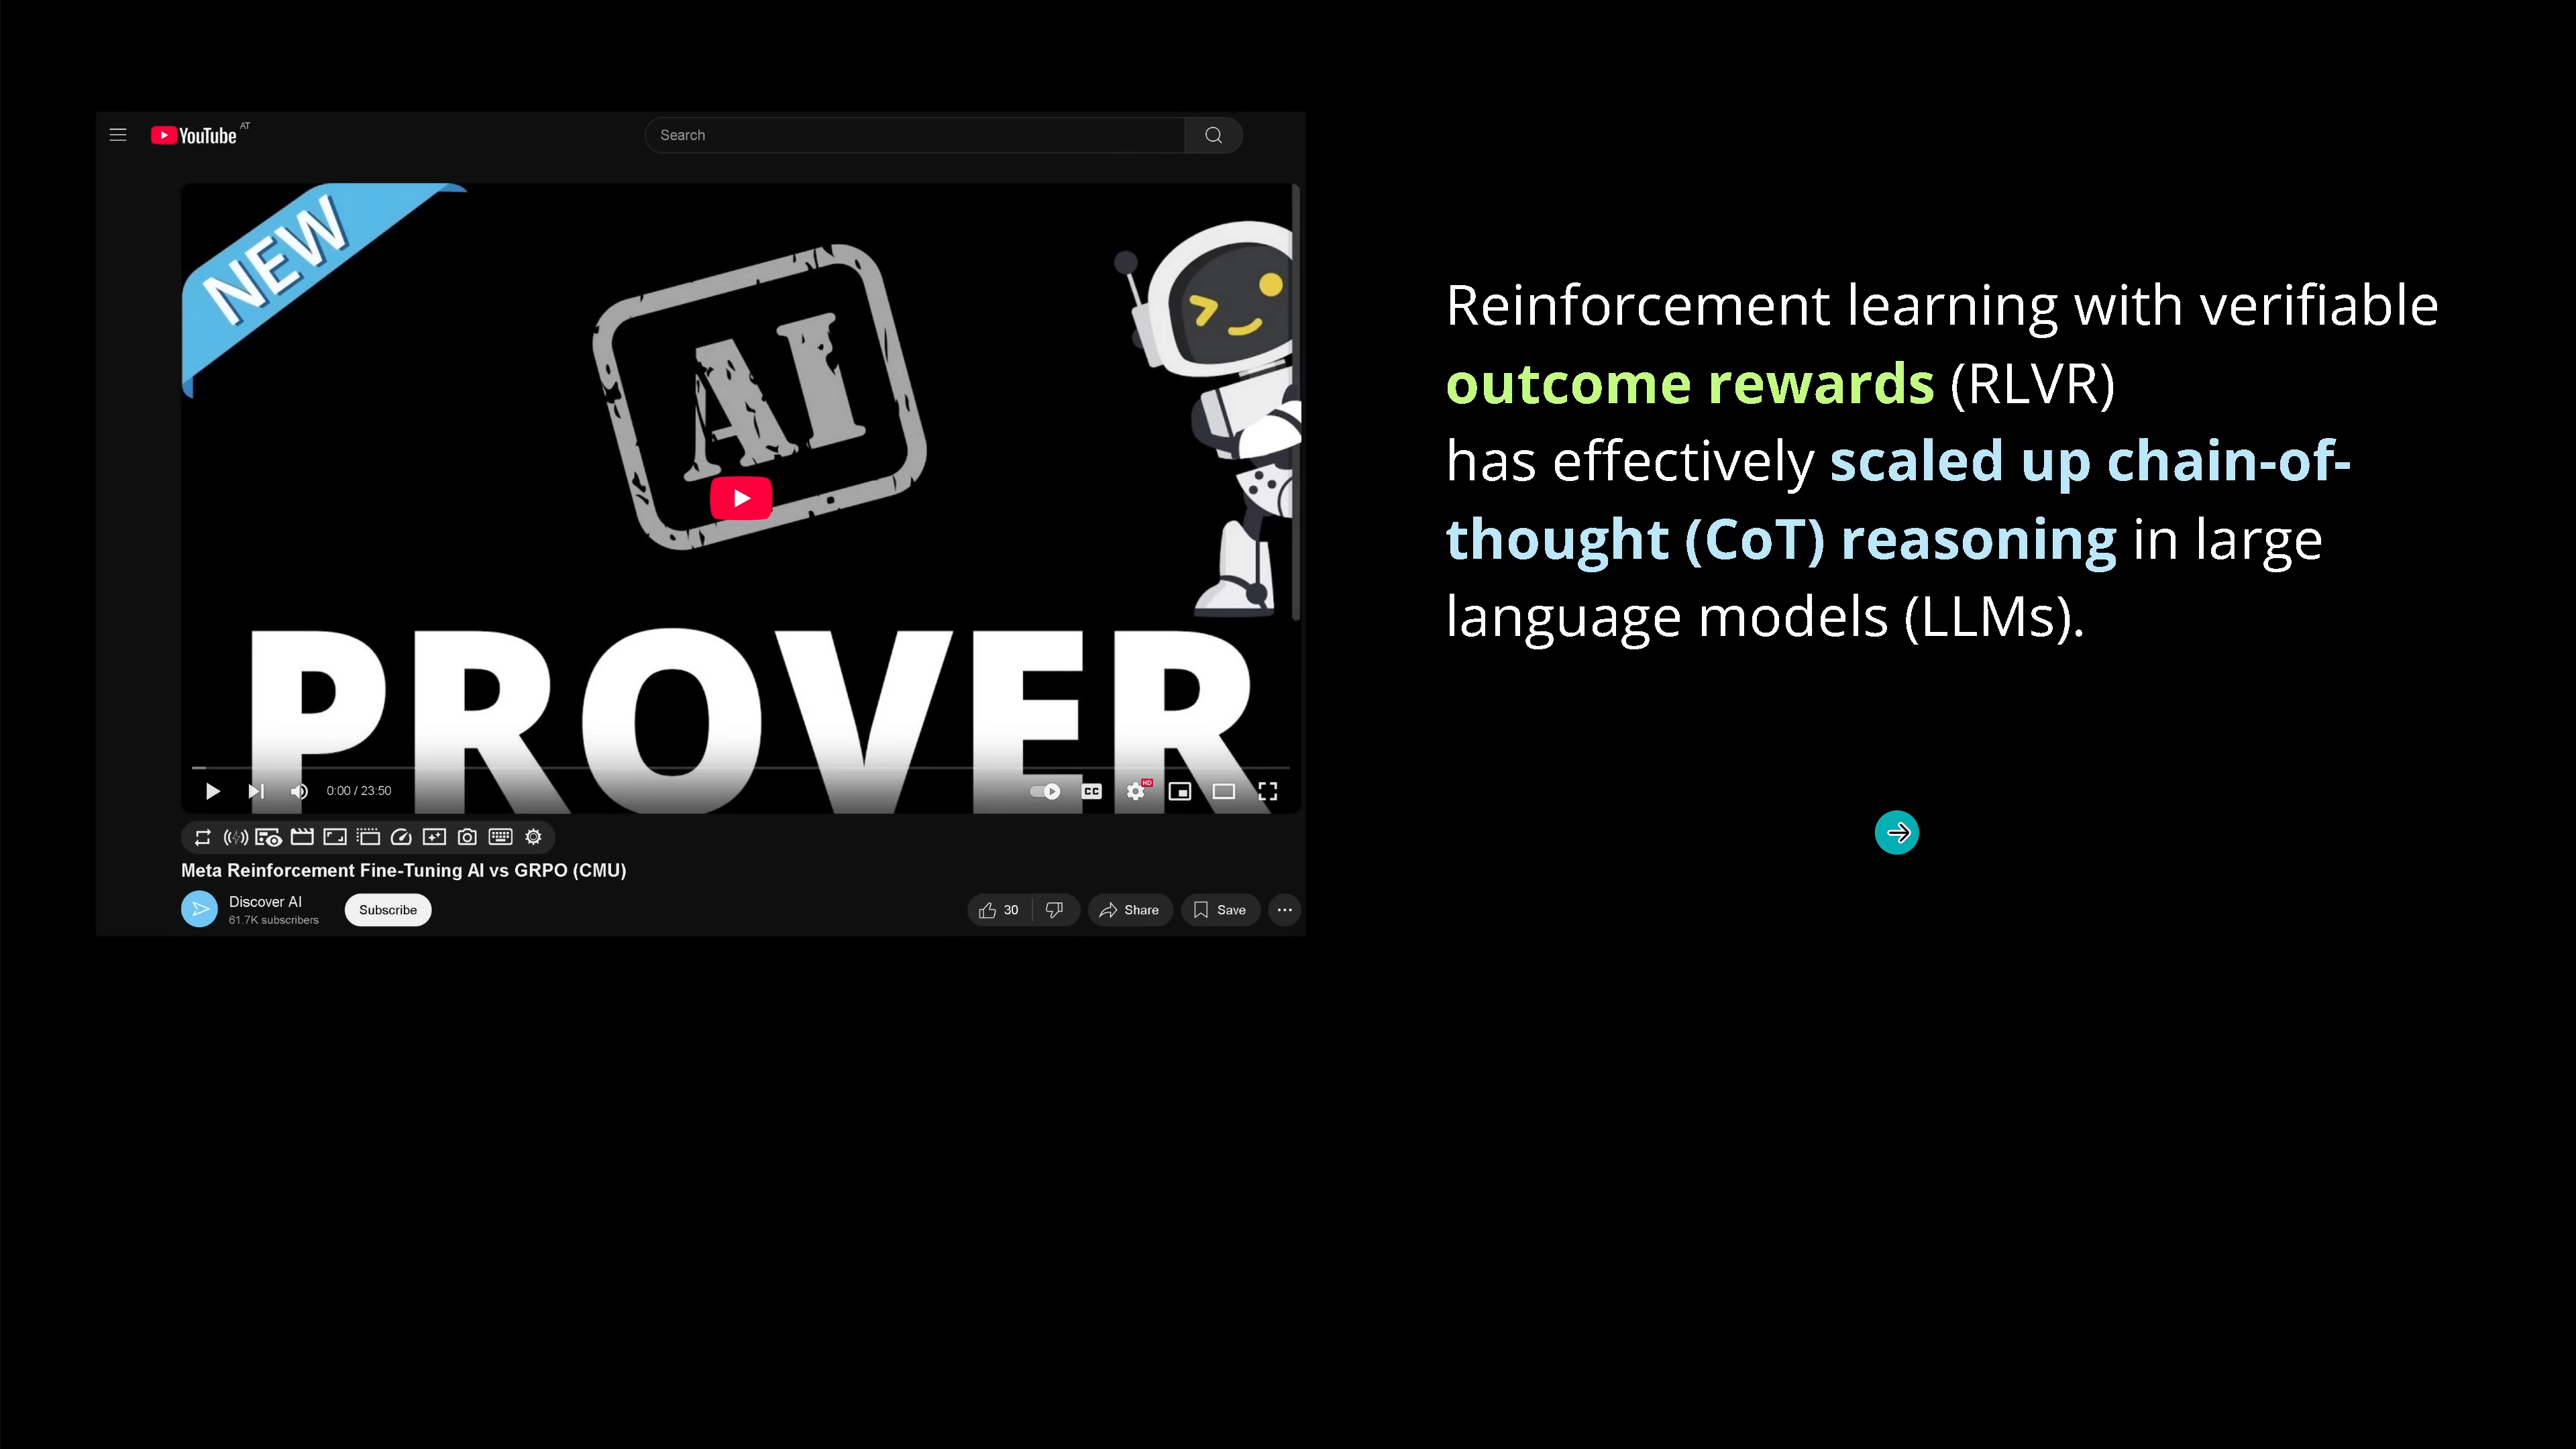 YouTube AT
Search
NEW
AI
PROVER
0:00 / 23:50
CC
HD
Meta Reinforcement Fine-Tuning AI vs GRPO (CMU)
Discover AI
61.7K subscribers
Subscribe
30
Share
Save
Reinforcement learning with verifiable
outcome rewards (RLVR)
has effectively scaled up chain-of-
thought (CoT) reasoning in large
language models (LLMs).